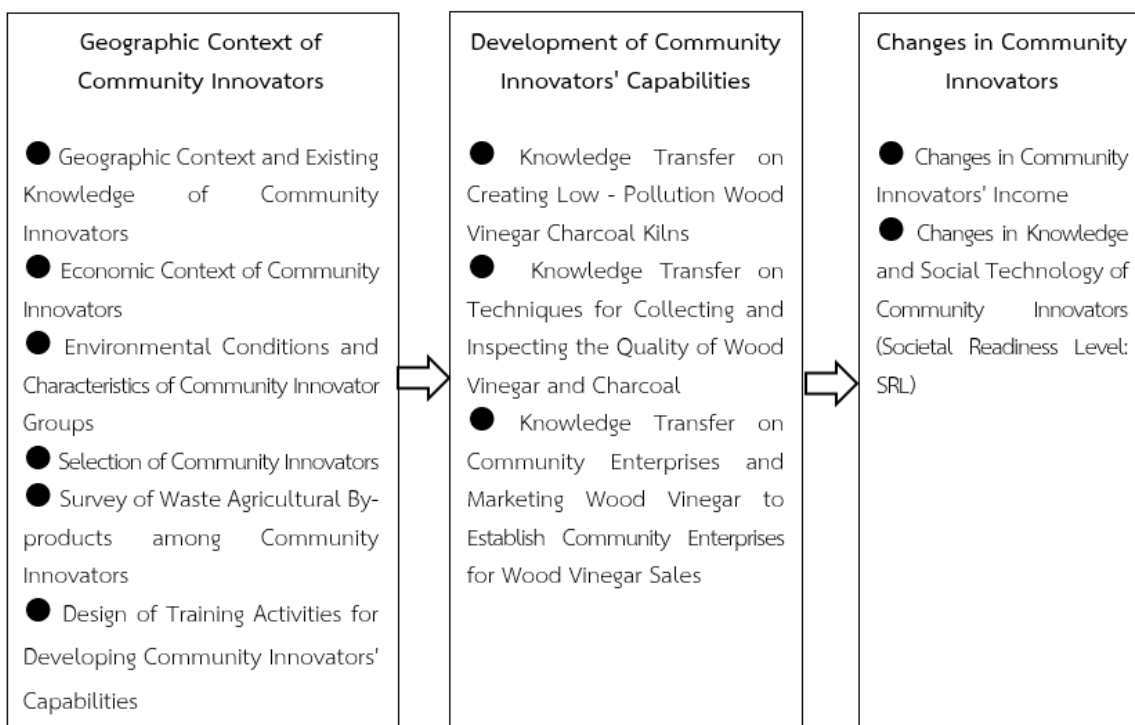 Geographic Context of
Community Innovators
● Geographic Context and Existing
Knowledge of Community
Innovators
● Economic Context of Community
Innovators
● Environmental Conditions and
Characteristics of Community Innovator
Groups
● Selection of Community Innovators
● Survey of Waste Agricultural By-
products among Community
Innovators
● Design of Training Activities for
Developing Community Innovators'
Capabilities
Development of Community
Innovators' Capabilities
● Knowledge Transfer on
Creating Low - Pollution Wood
Vinegar Charcoal Kilns
● Knowledge Transfer on
Techniques for Collecting and
Inspecting the Quality of Wood
Vinegar and Charcoal
● Knowledge Transfer on
Community Enterprises and
Marketing Wood Vinegar to
Establish Community Enterprises
for Wood Vinegar Sales
Changes in Community
Innovators
● Changes in Community
Innovators' Income
● Changes in Knowledge
and Social Technology of
Community Innovators
(Societal Readiness Level:
SRL)